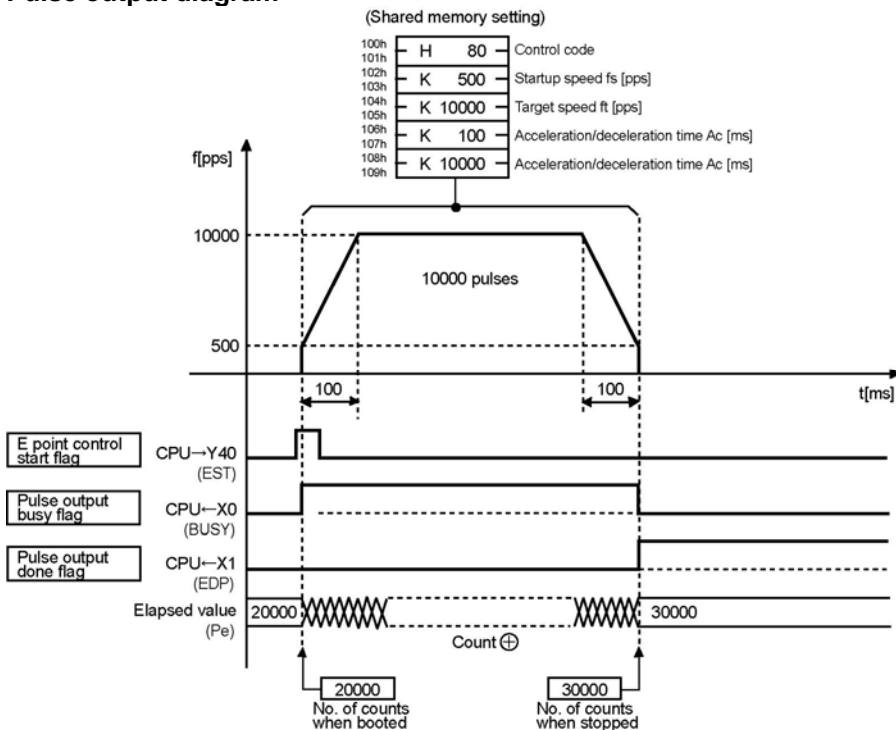 Pulse output diagram
(Shared memory setting)
100h
101h
H 80
Control code
102h
103h
K 500
Startup speed fs [pps]
104h
105h
K 10000
Target speed ft [pps]
106h
107h
K 100
Acceleration/deceleration time Ac [ms]
108h
109h
K 10000
Acceleration/deceleration time Ac [ms]
f[pps]
10000
10000 pulses
500
100
100
t[ms]
E point control
start flag
CPU→Y40
(EST)
Pulse output
busy flag
CPU←X0
(BUSY)
Pulse output
done flag
CPU←X1
(EDP)
Elapsed value
(Pe)
20000
30000
Count ⊕
20000
No. of counts
when booted
30000
No. of counts
when stopped